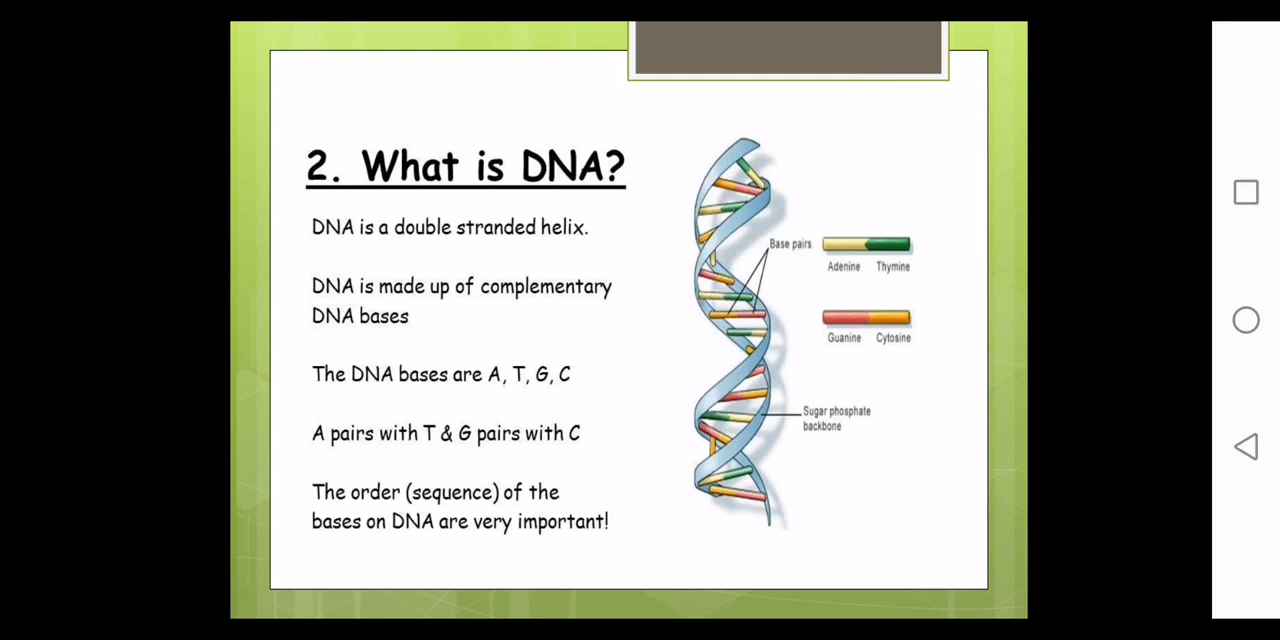 2. What is DNA?
DNA is a double stranded helix.
DNA is made up of complementary
DNA bases
The DNA bases are A, T, G, C
A pairs with T & G pairs with C
The order (sequence) of the
bases on DNA are very important!
Base pairs
Adenine Thymine
Guanine Cytosine
Sugar phosphate
backbone